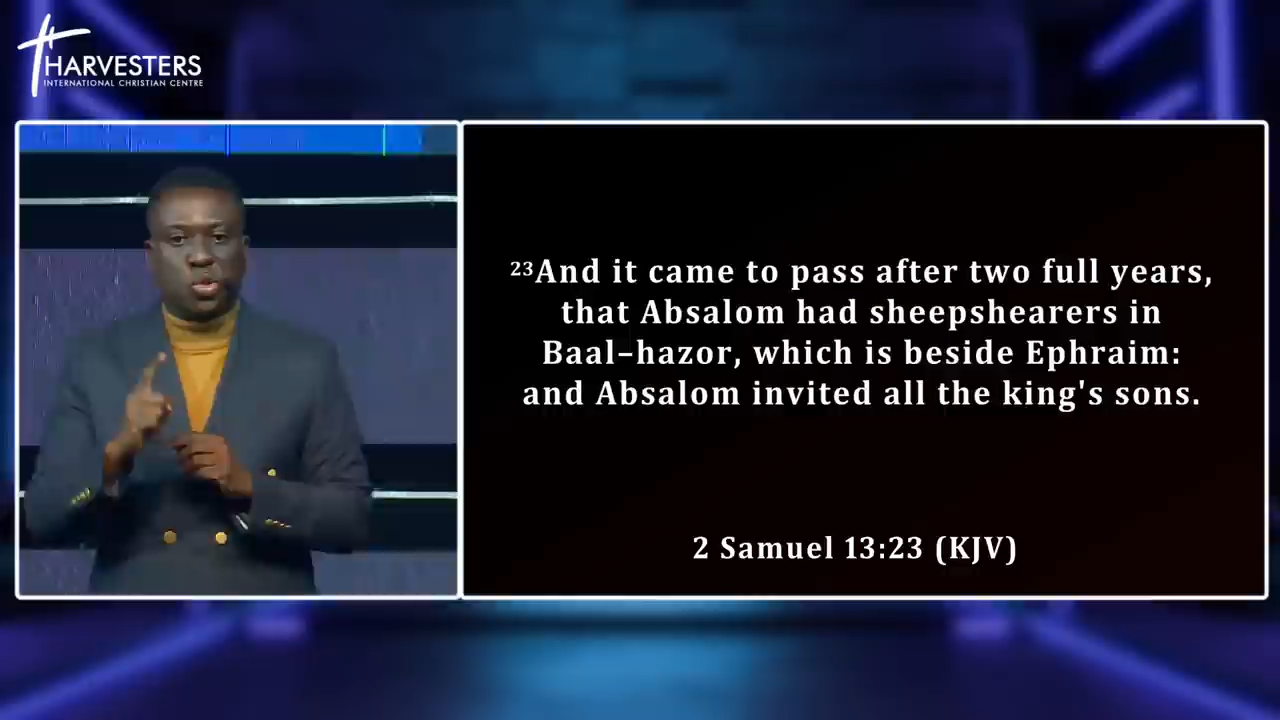 HARVESTERS
INTERNATIONAL CHRISTIAN CENTRE
23And it came to pass after two full years,
that Absalom had sheepshearers in
Baal–hazor, which is beside Ephraim:
and Absalom invited all the king's sons.
2 Samuel 13:23 (KJV)